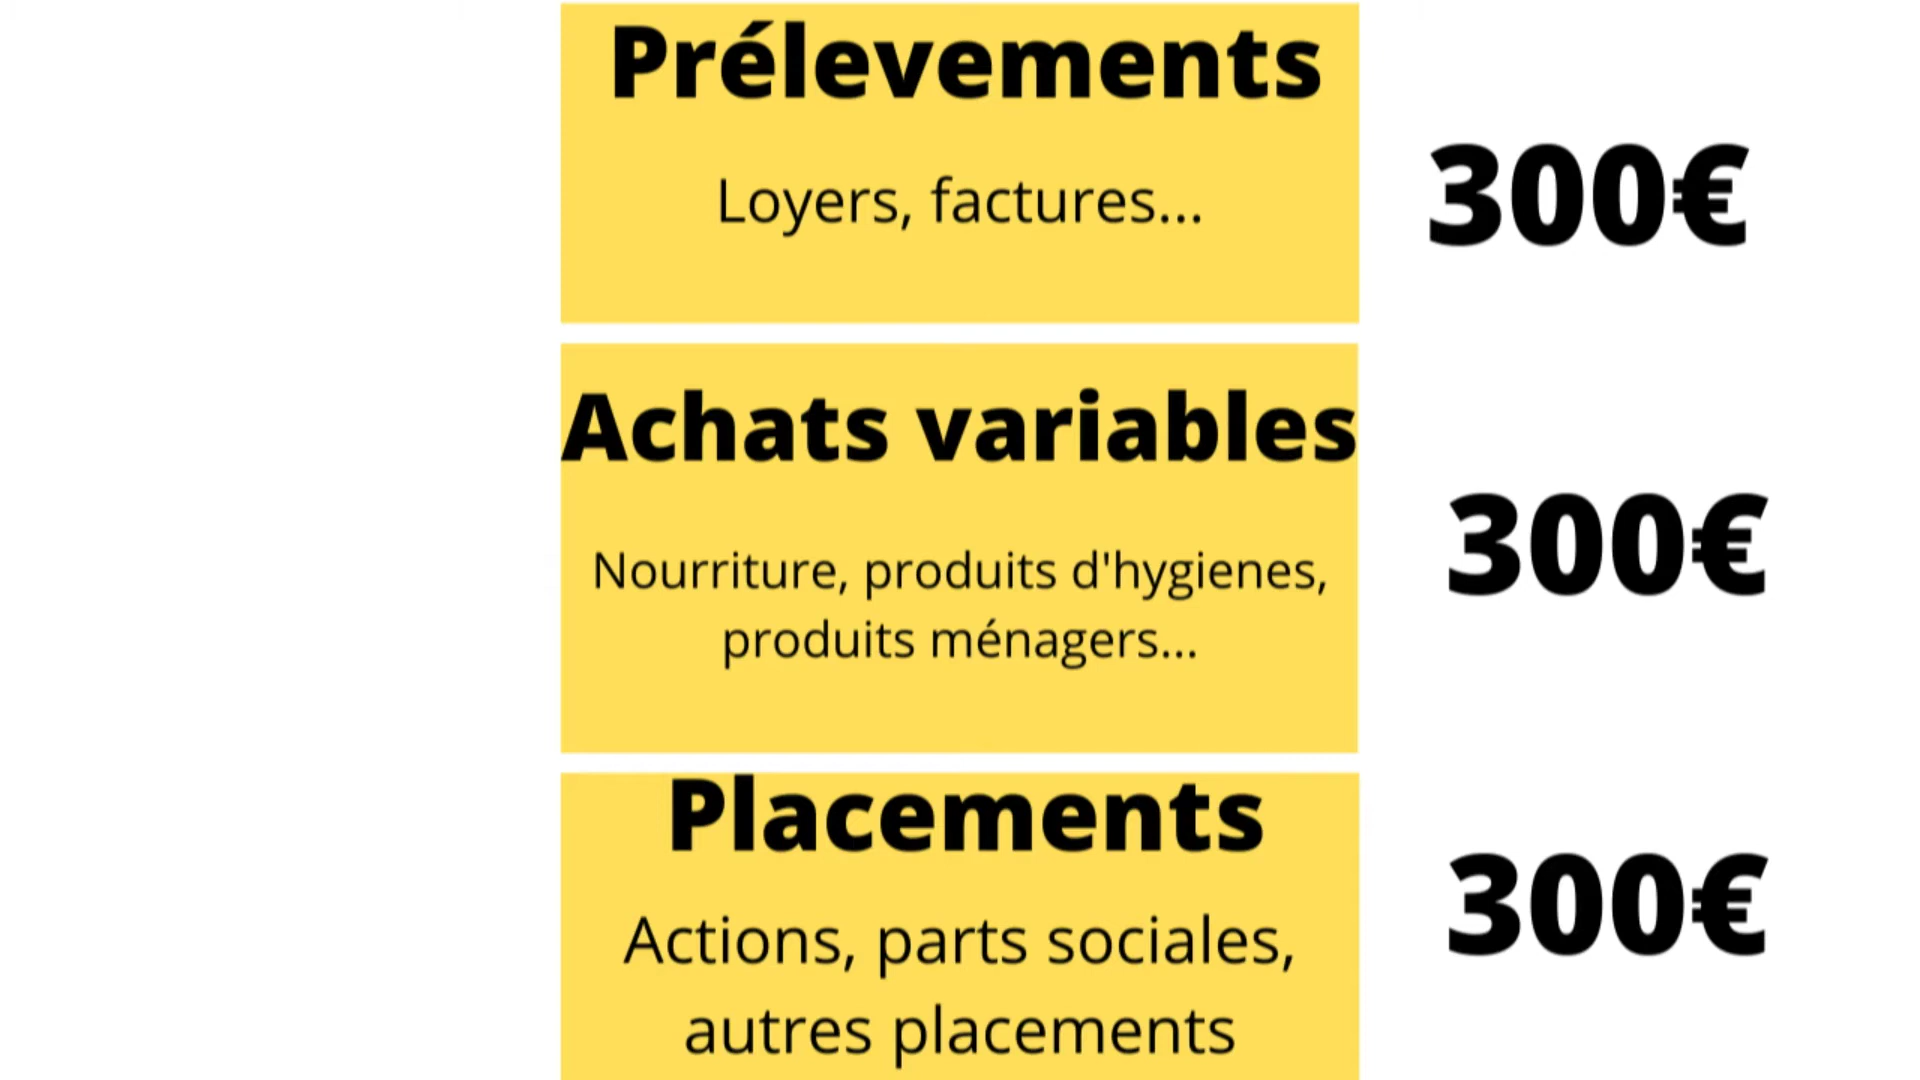 Prélevements
Loyers, factures...
300€
Achats variables
Nourriture, produits d'hygienes,
produits ménagers...
300€
Placements
Actions, parts sociales,
autres placements
300€